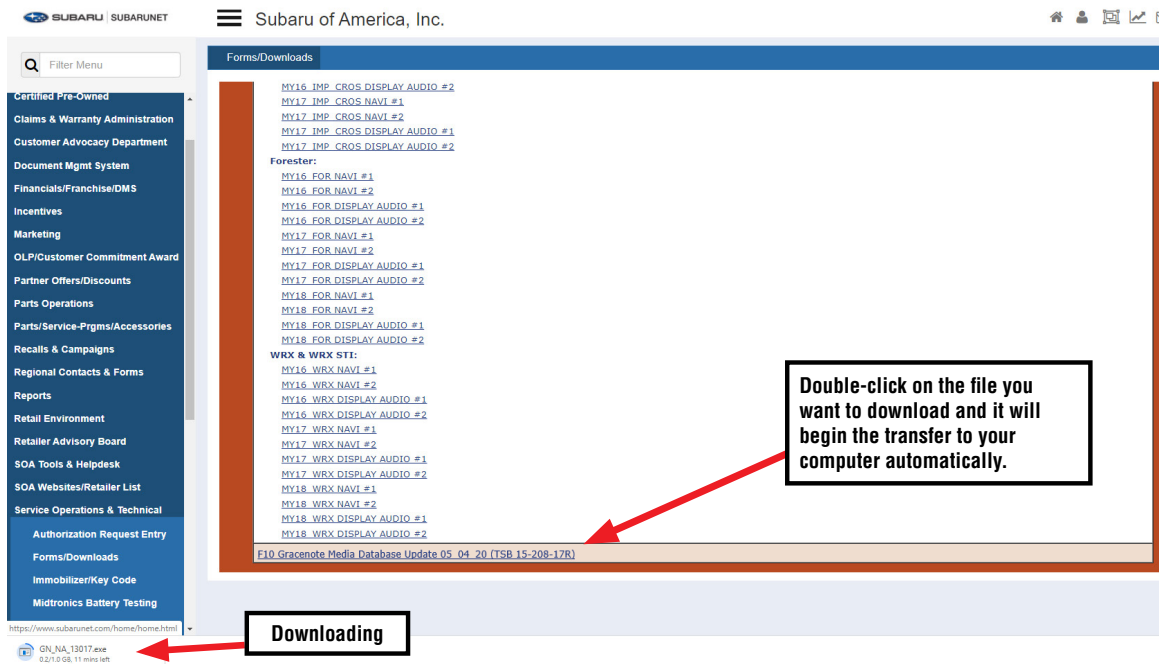 SUBARU SUBARUNET
Subaru of America, Inc.
Filter Menu
Certified Pre-Owned
Claims & Warranty Administration
Customer Advocacy Department
Document Mgmt System
Financials/Franchise/DMS
Incentives
Marketing
OLP/Customer Commitment Award
Partner Offers/Discounts
Parts Operations
Parts/Service-Prgms/Accessories
Recalls & Campaigns
Regional Contacts & Forms
Reports
Retail Environment
Retailer Advisory Board
SOA Tools & Helpdesk
SOA Websites/Retailer List
Service Operations & Technical
Authorization Request Entry
Forms/Downloads
Immobilizer/Key Code
Midtronics Battery Testing
https://www.subarunet.com/home/home.html
Forms/Downloads
MY16 IMP CROS DISPLAY AUDIO #2
MY17 IMP CROS NAVI #1
MY17 IMP CROS NAVI #2
MY17 IMP CROS DISPLAY AUDIO #1
MY17 IMP CROS DISPLAY AUDIO #2
Forester:
MY16 FOR NAVI #1
MY16 FOR NAVI #2
MY16 FOR DISPLAY AUDIO #1
MY16 FOR DISPLAY AUDIO #2
MY17 FOR NAVI #1
MY17 FOR NAVI #2
MY17 FOR DISPLAY AUDIO #1
MY17 FOR DISPLAY AUDIO #2
MY18 FOR NAVI #1
MY18 FOR NAVI #2
MY18 FOR DISPLAY AUDIO #1
MY18 FOR DISPLAY AUDIO #2
WRX & WRX STI:
MY16 WRX NAVI #1
MY16 WRX NAVI #2
MY16 WRX DISPLAY AUDIO #1
MY16 WRX DISPLAY AUDIO #2
MY17 WRX NAVI #1
MY17 WRX NAVI #2
MY17 WRX DISPLAY AUDIO #1
MY17 WRX DISPLAY AUDIO #2
MY18 WRX NAVI #1
MY18 WRX NAVI #2
MY18 WRX DISPLAY AUDIO #1
MY18 WRX DISPLAY AUDIO #2
F10 Gracenote Media Database Update 05_04_20 (TSB 15-208-17R)
Double-click on the file you
want to download and it will
begin the transfer to your
computer automatically.
Downloading
GN_NA_13017.exe
0.2/1.0 GB, 11 mins left